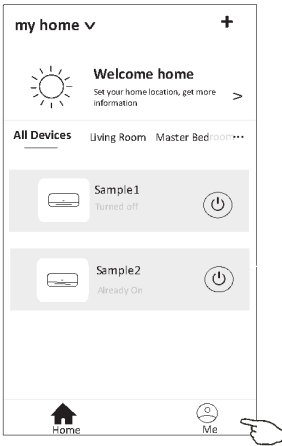 my home
Welcome home
Set your home location, get more
information
All Devices Living Room Master Bedroom
Sample1
Turned off
Sample2
Already On
Home Me